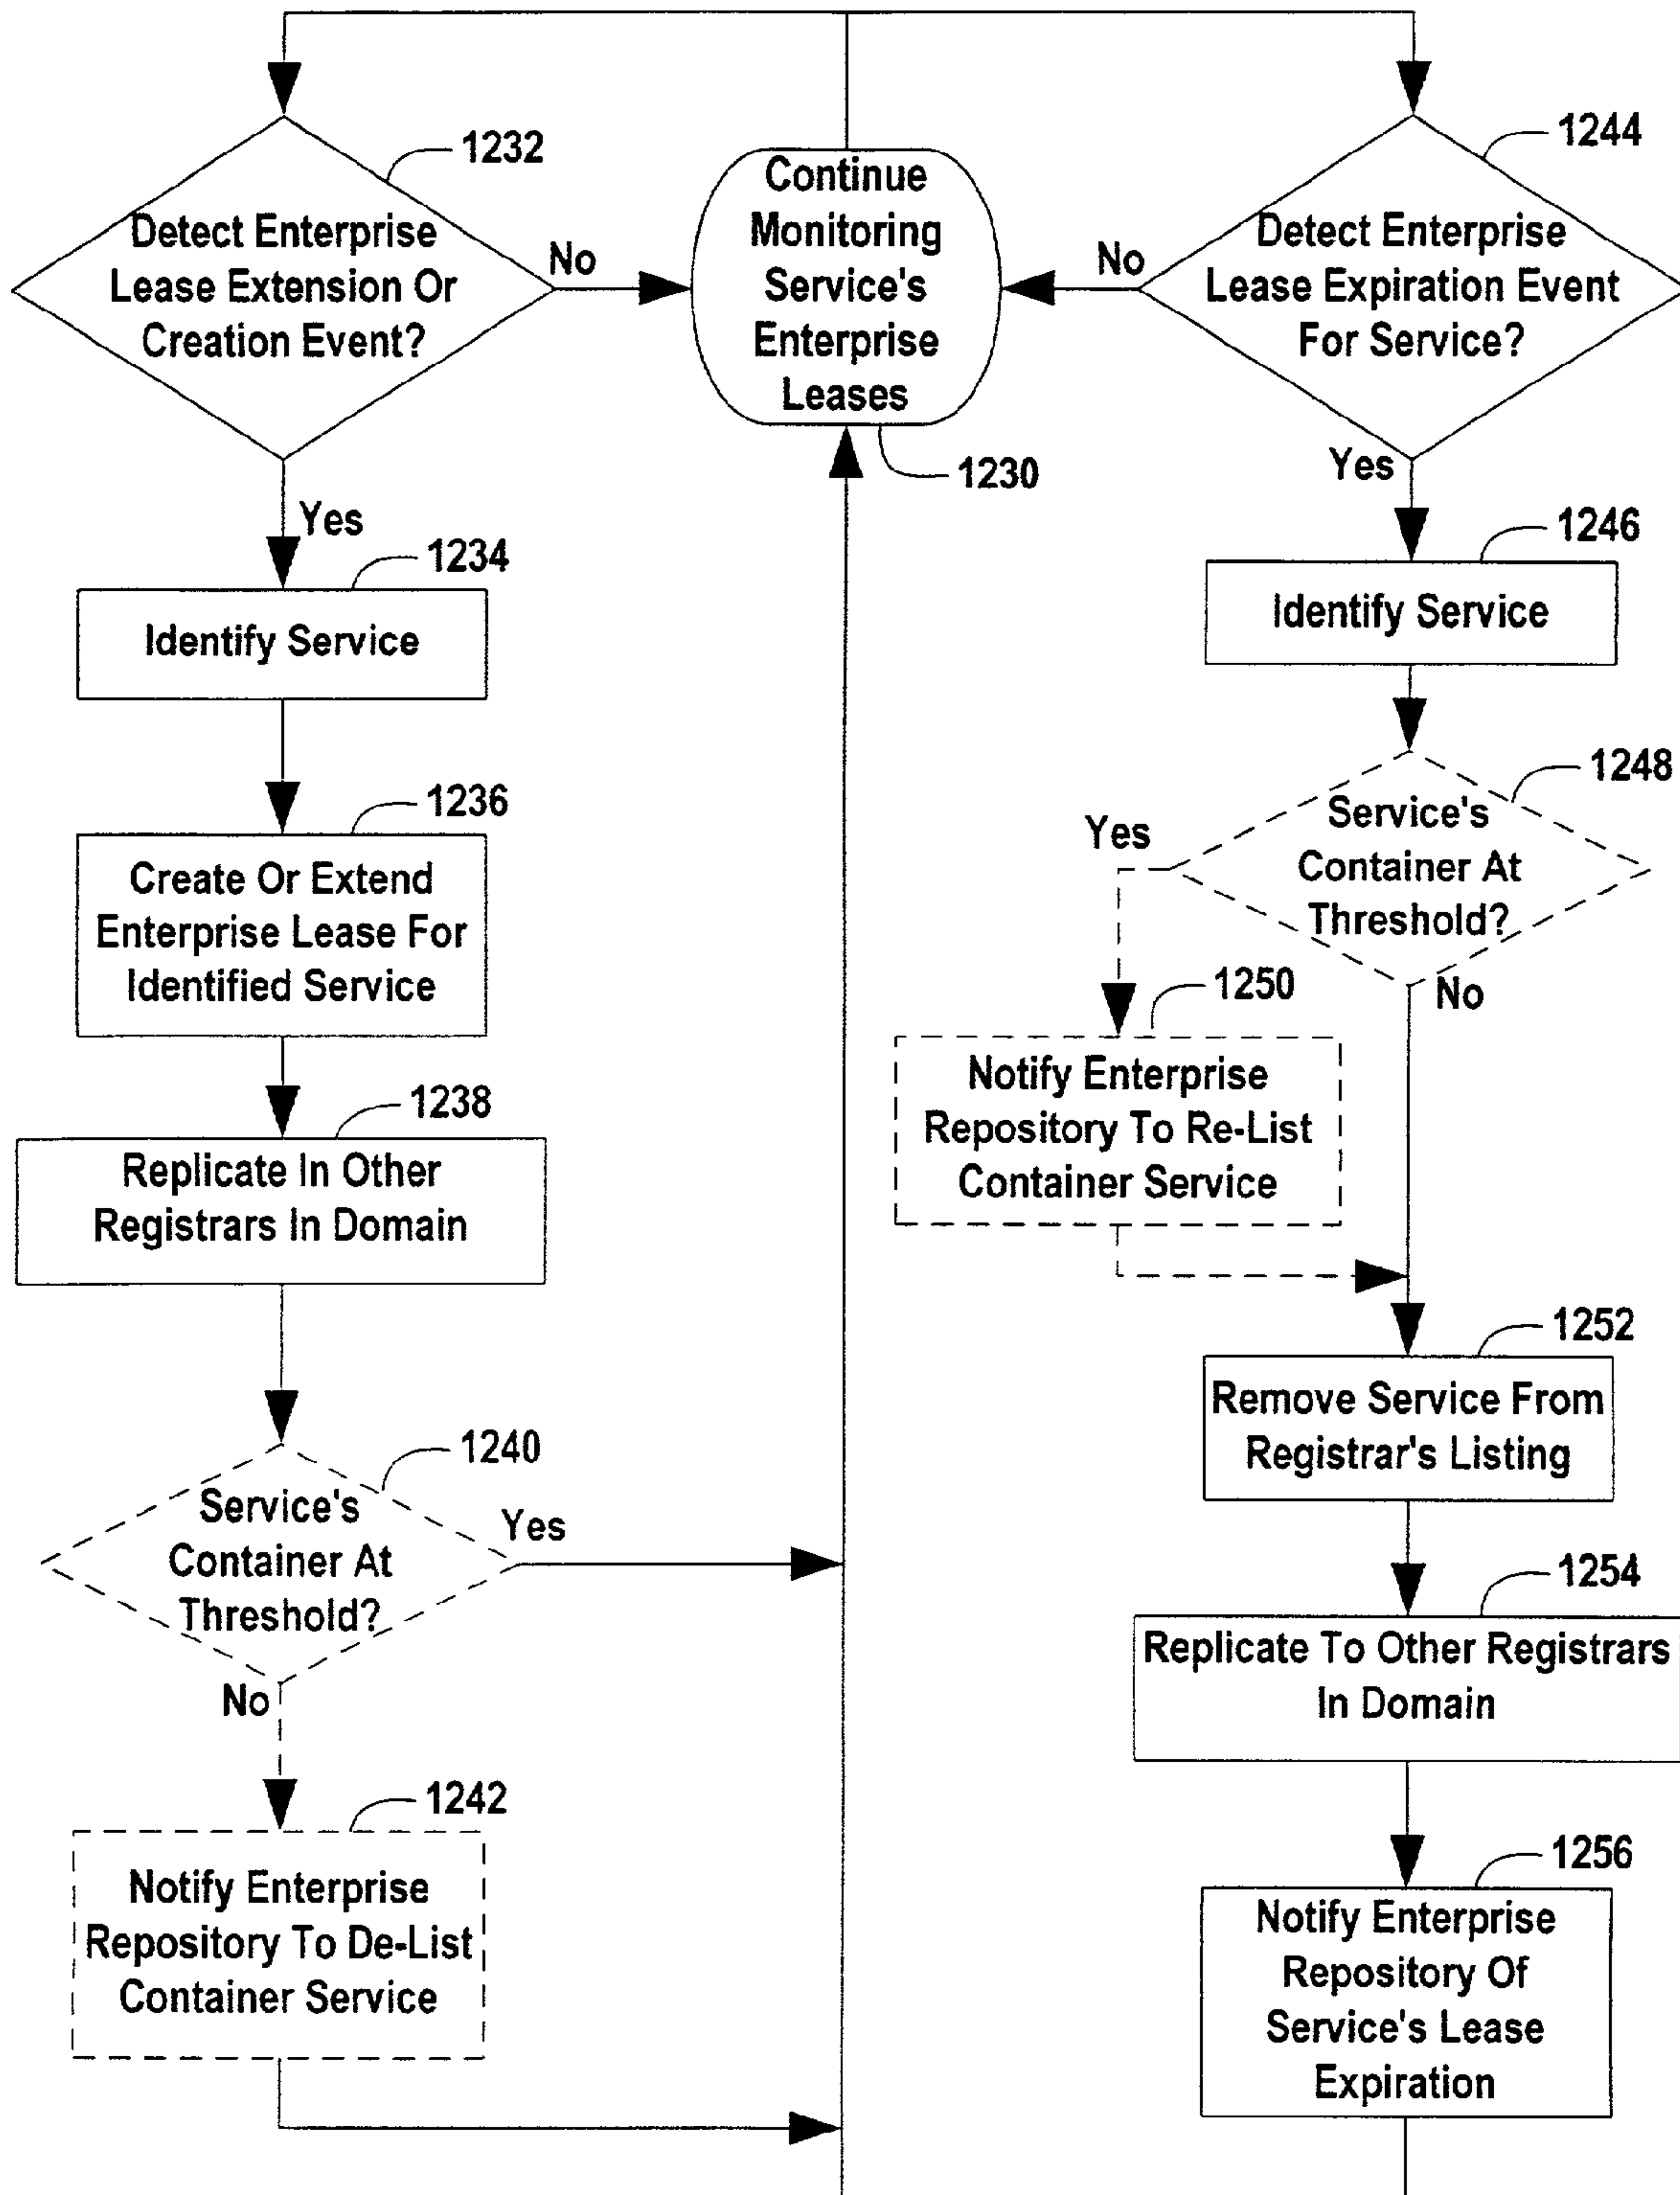 1232
Detect Enterprise
Lease Extension Or
Creation Event?
No
Yes
Continue
Monitoring
Service's
Enterprise
Leases
1230
1244
Detect Enterprise
Lease Expiration Event
For Service?
No
Yes
1234
Identify Service
1236
Create Or Extend
Enterprise Lease For
Identified Service
1238
Replicate In Other
Registrars In Domain
1240
Service's
Container At
Threshold?
Yes
No
1242
Notify Enterprise
Repository To De-List
Container Service
1246
Identify Service
1248
Service's
Container At
Threshold?
Yes
No
1250
Notify Enterprise
Repository To Re-List
Container Service
1252
Remove Service From
Registrar's Listing
1254
Replicate To Other Registrars
In Domain
1256
Notify Enterprise
Repository Of
Service's Lease
Expiration